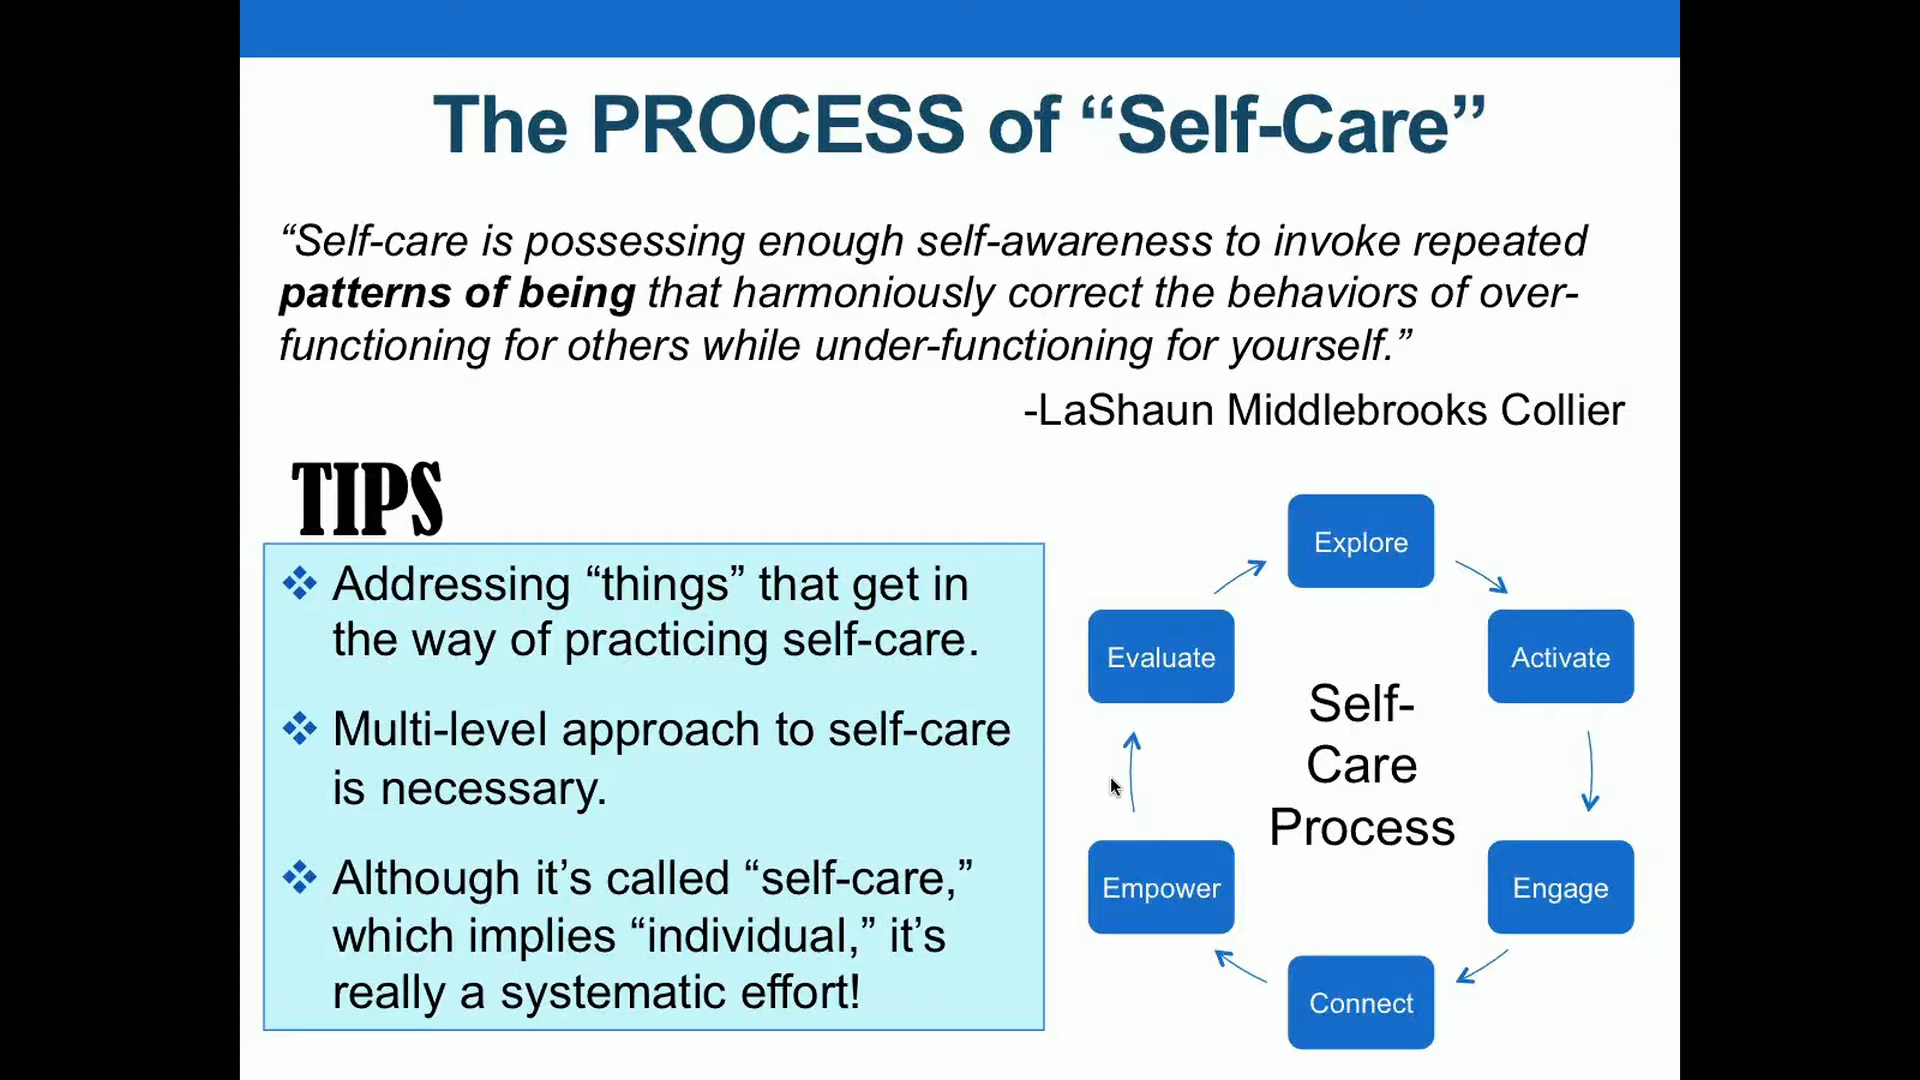 The PROCESS of “Self-Care”
“Self-care is possessing enough self-awareness to invoke repeated
patterns of being that harmoniously correct the behaviors of over-
functioning for others while under-functioning for yourself.”
-LaShaun Middlebrooks Collier
TIPS
Addressing “things” that get in
the way of practicing self-care.
Multi-level approach to self-care
is necessary.
Although it’s called “self-care,”
which implies “individual,” it’s
really a systematic effort!
Explore
Activate
Engage
Connect
Empower
Evaluate
Self-
Care
Process